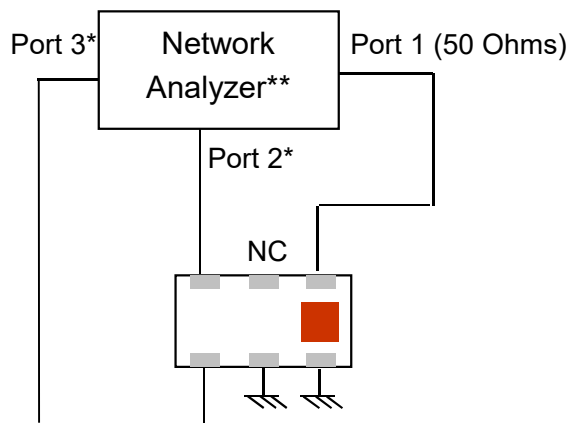 Port 3*
Network
Analyzer**
Port 1 (50 Ohms)
Port 2*
NC